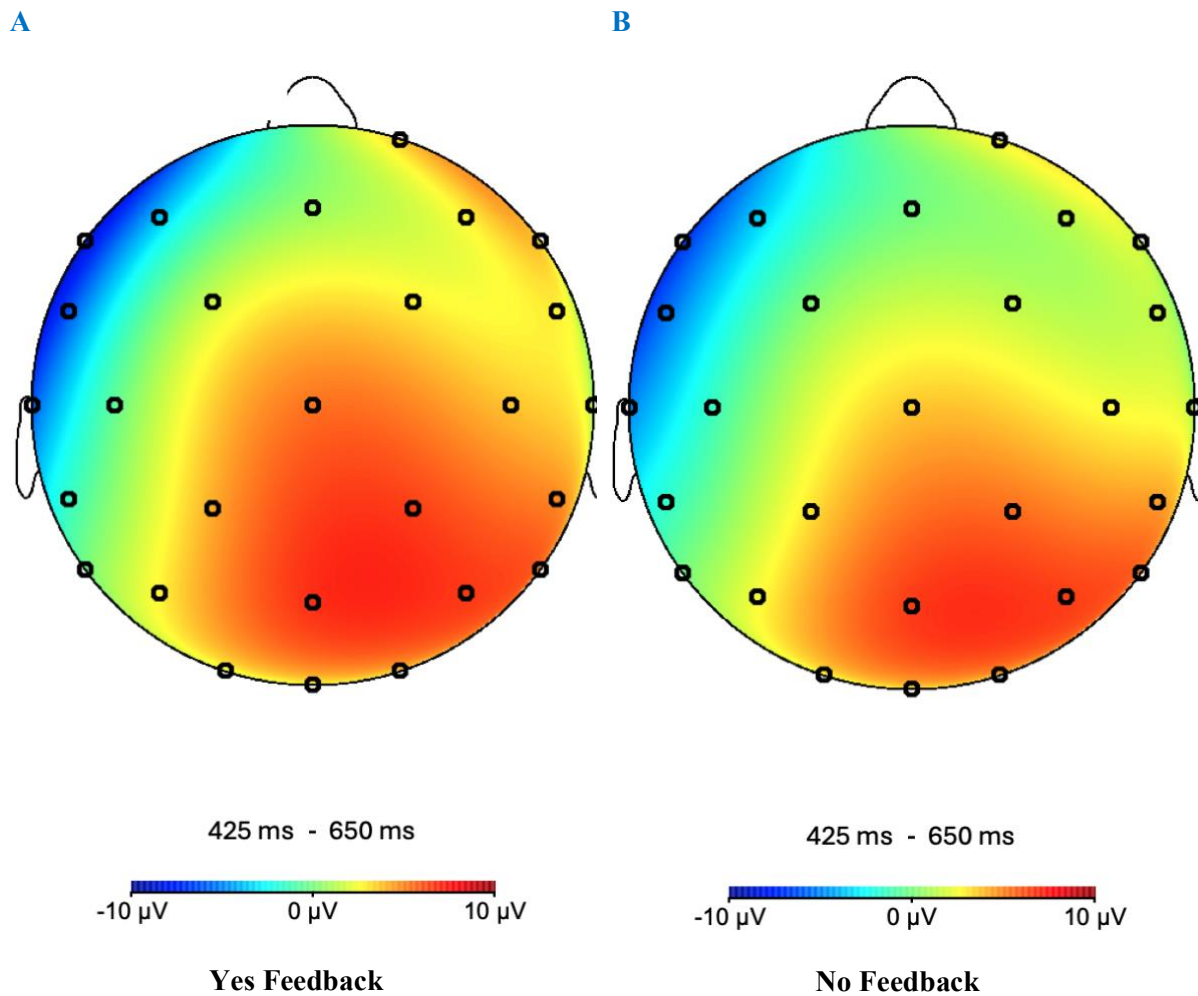 A
B
425 ms - 650 ms
-10 µV 0 µV 10 µV
Yes Feedback
425 ms - 650 ms
-10 µV 0 µV 10 µV
No Feedback